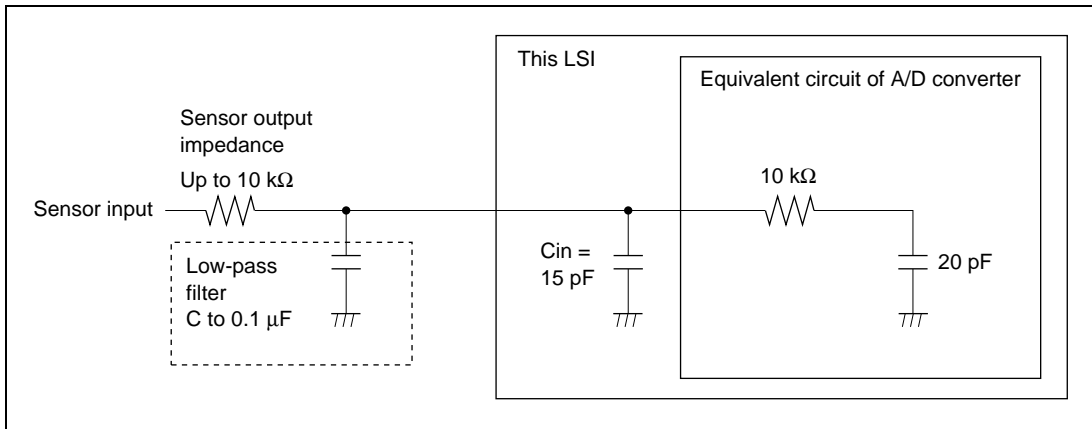 This LSI
Equivalent circuit of A/D converter
Sensor output
impedance
Up to 10 kΩ
10 kΩ
Sensor input
Low-pass
filter
C to 0.1 μF
Cin =
15 pF
20 pF